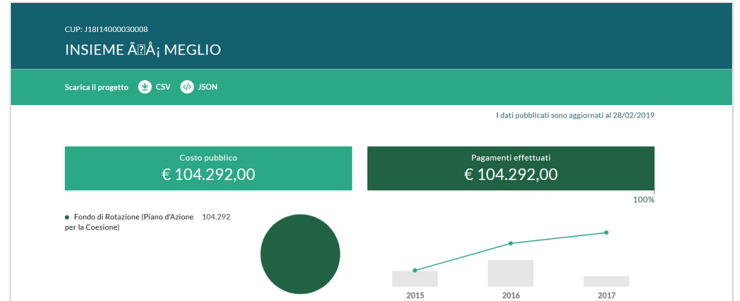 CUP: J18I14000030008
INSIEME Ã⍰Å¡ MEGLIO
Scarica il progetto CSV JSON
I dati pubblicati sono aggiornati al 28/02/2019
Costo pubblico
€ 104.292,00
Pagamenti effettuati
€ 104.292,00
100%
Fondo di Rotazione (Piano d'Azione 104.292
per la Coesione)
2015 2016 2017